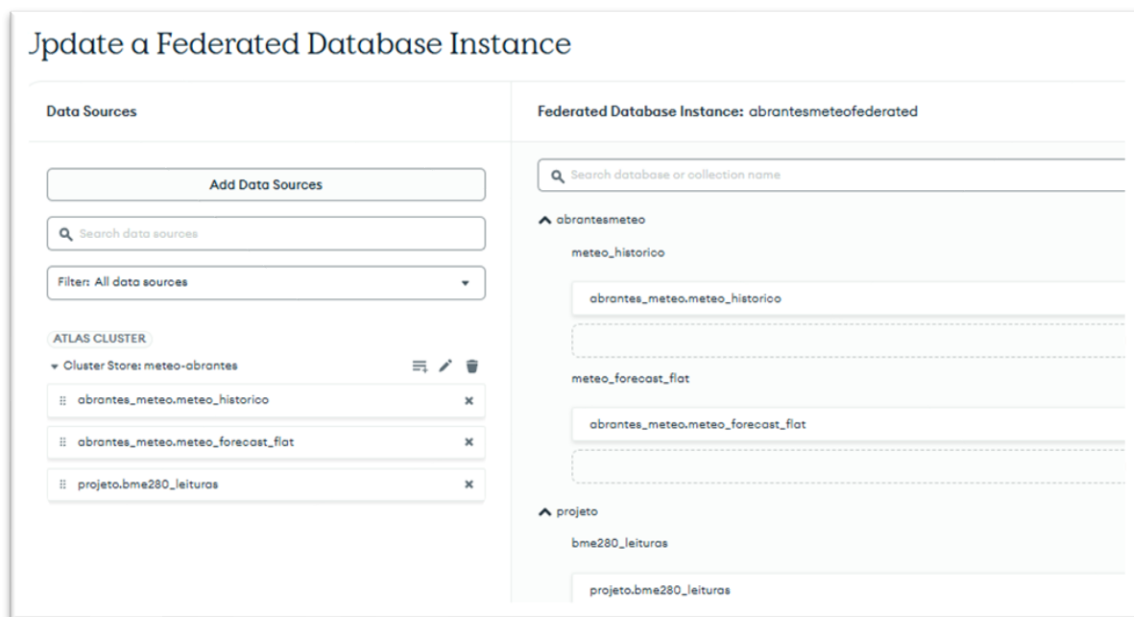 Update a Federated Database Instance
Data Sources
Add Data Sources
Search data sources
Filter: All data sources
ATLAS CLUSTER
Cluster Store: meteo-abrantes
abrantes_meteo.meteo_historico
abrantes_meteo.meteo_forecast_flat
projeto.bme280_leituras
Federated Database Instance: abrantesmeteofederated
Search database or collection name
abrantesmeteo
meteo_historico
abrantes_meteo.meteo_historico
meteo_forecast_flat
abrantes_meteo.meteo_forecast_flat
projeto
bme280_leituras
projeto.bme280_leituras